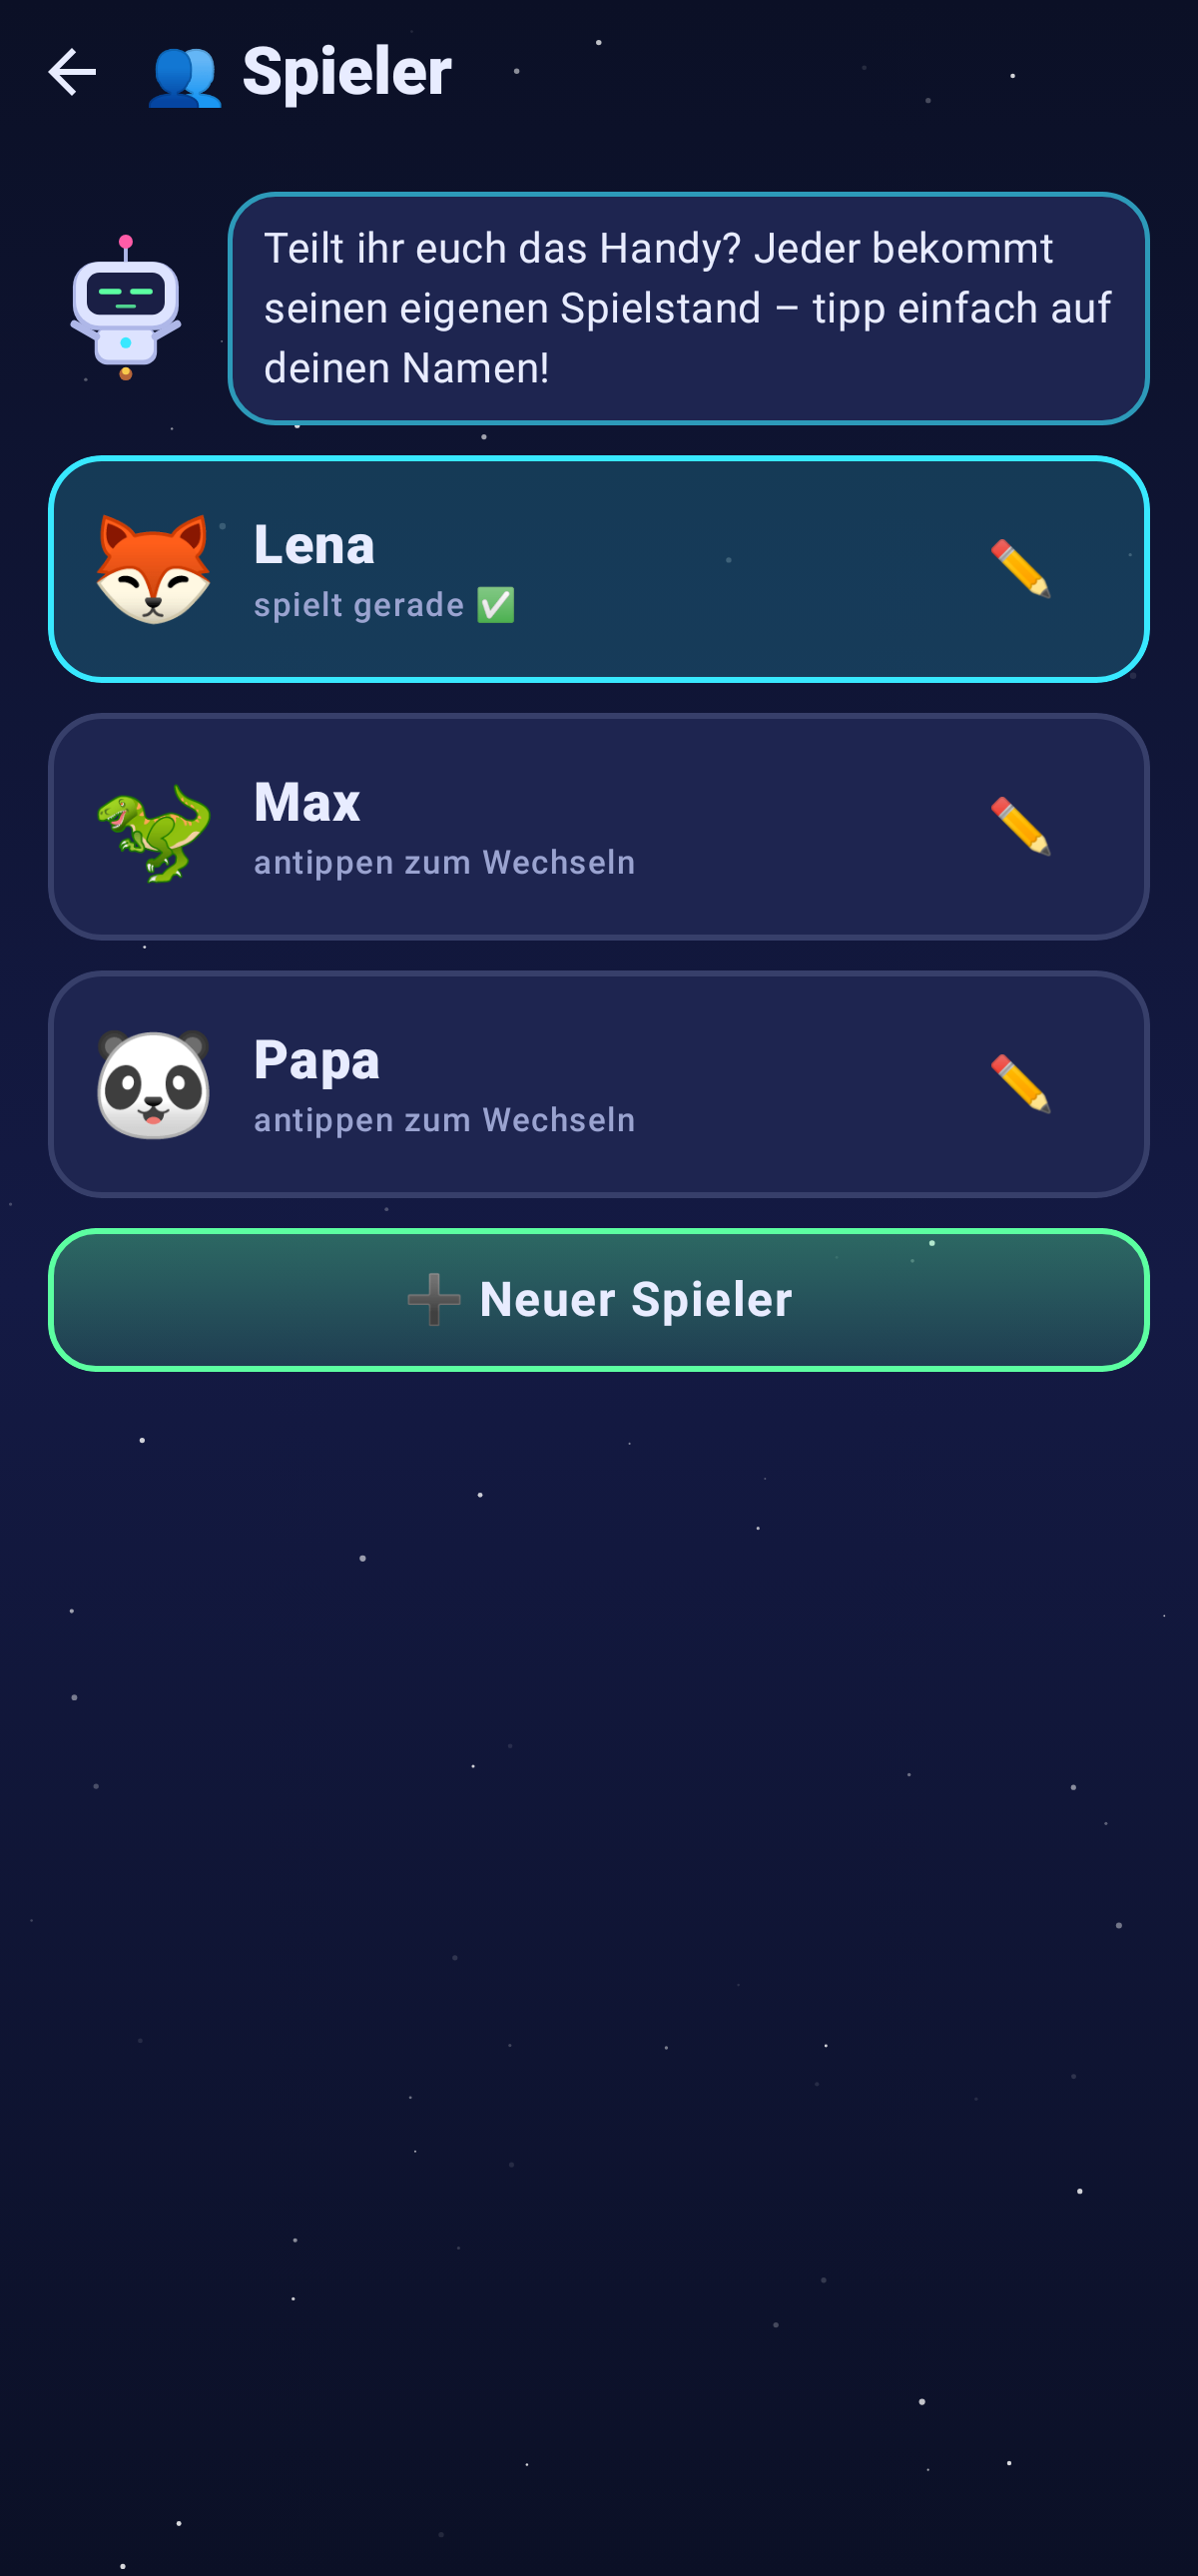 Spieler
Teilt ihr euch das Handy? Jeder bekommt
seinen eigenen Spielstand – tipp einfach auf
deinen Namen!
Lena
spielt gerade ✅
Max
antippen zum Wechseln
Papa
antippen zum Wechseln
➕ Neuer Spieler